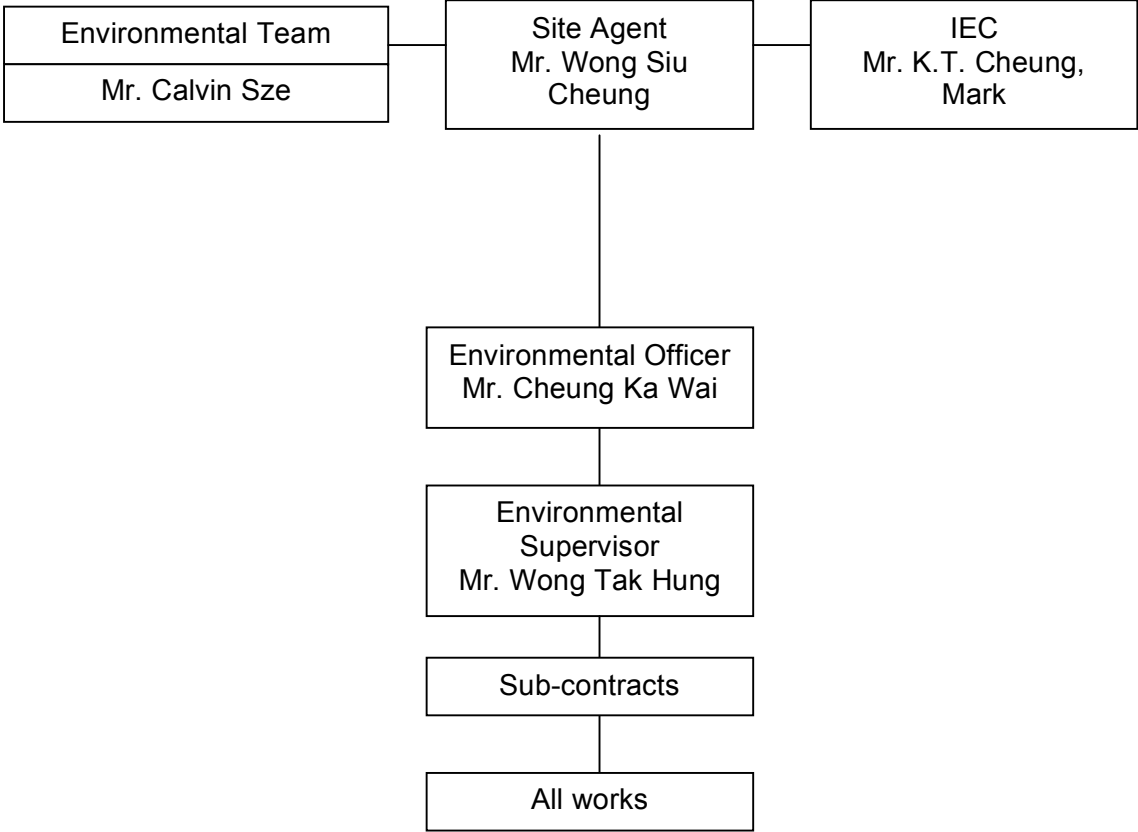 Environmental Team
Mr. Calvin Sze
Site Agent
Mr. Wong Siu
Cheung
IEC
Mr. K.T. Cheung,
Mark
Environmental Officer
Mr. Cheung Ka Wai
Environmental
Supervisor
Mr. Wong Tak Hung
Sub-contracts
All works